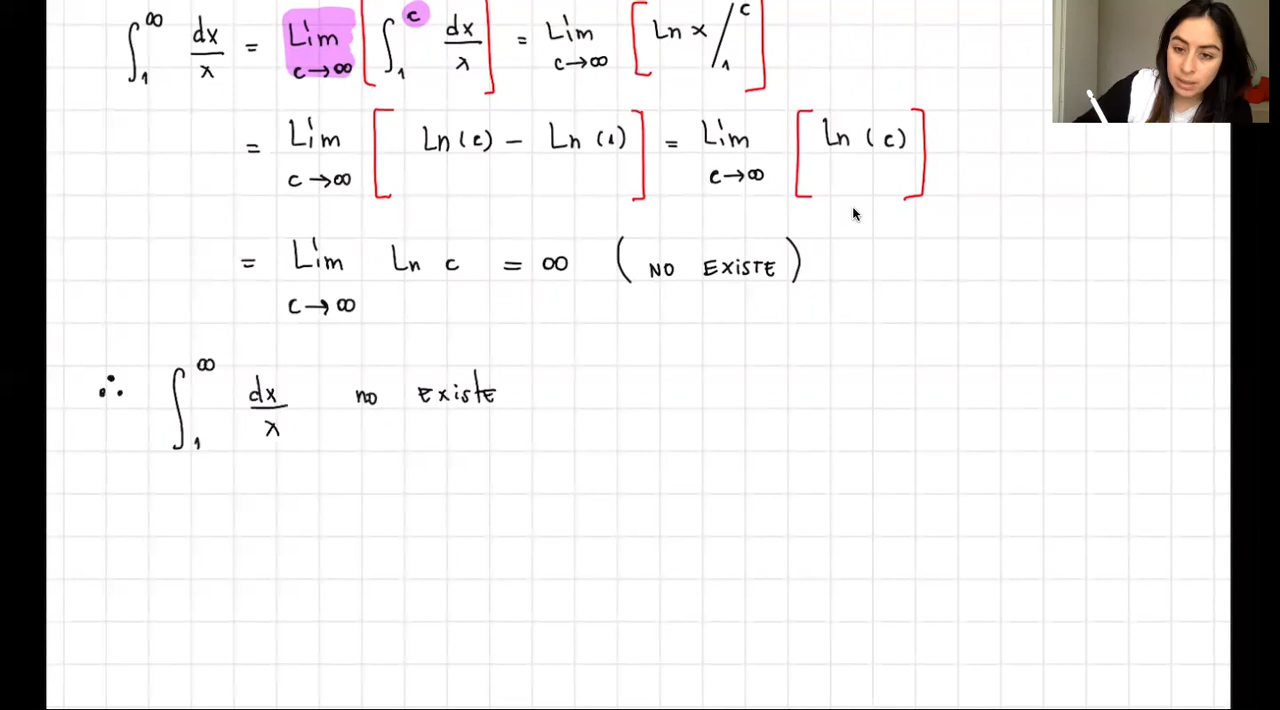 ∫₁^∞ dx/x = Lim c→∞ [ ∫₁^c dx/x ] = Lim c→∞ [ Ln x /₁^c ]
= Lim c→∞ [ Ln(c) − Ln(1) ] = Lim c→∞ [ Ln(c) ]
= Lim c→∞ Ln c = ∞ (NO EXISTE)
∴ ∫₁^∞ dx/x no EXistE